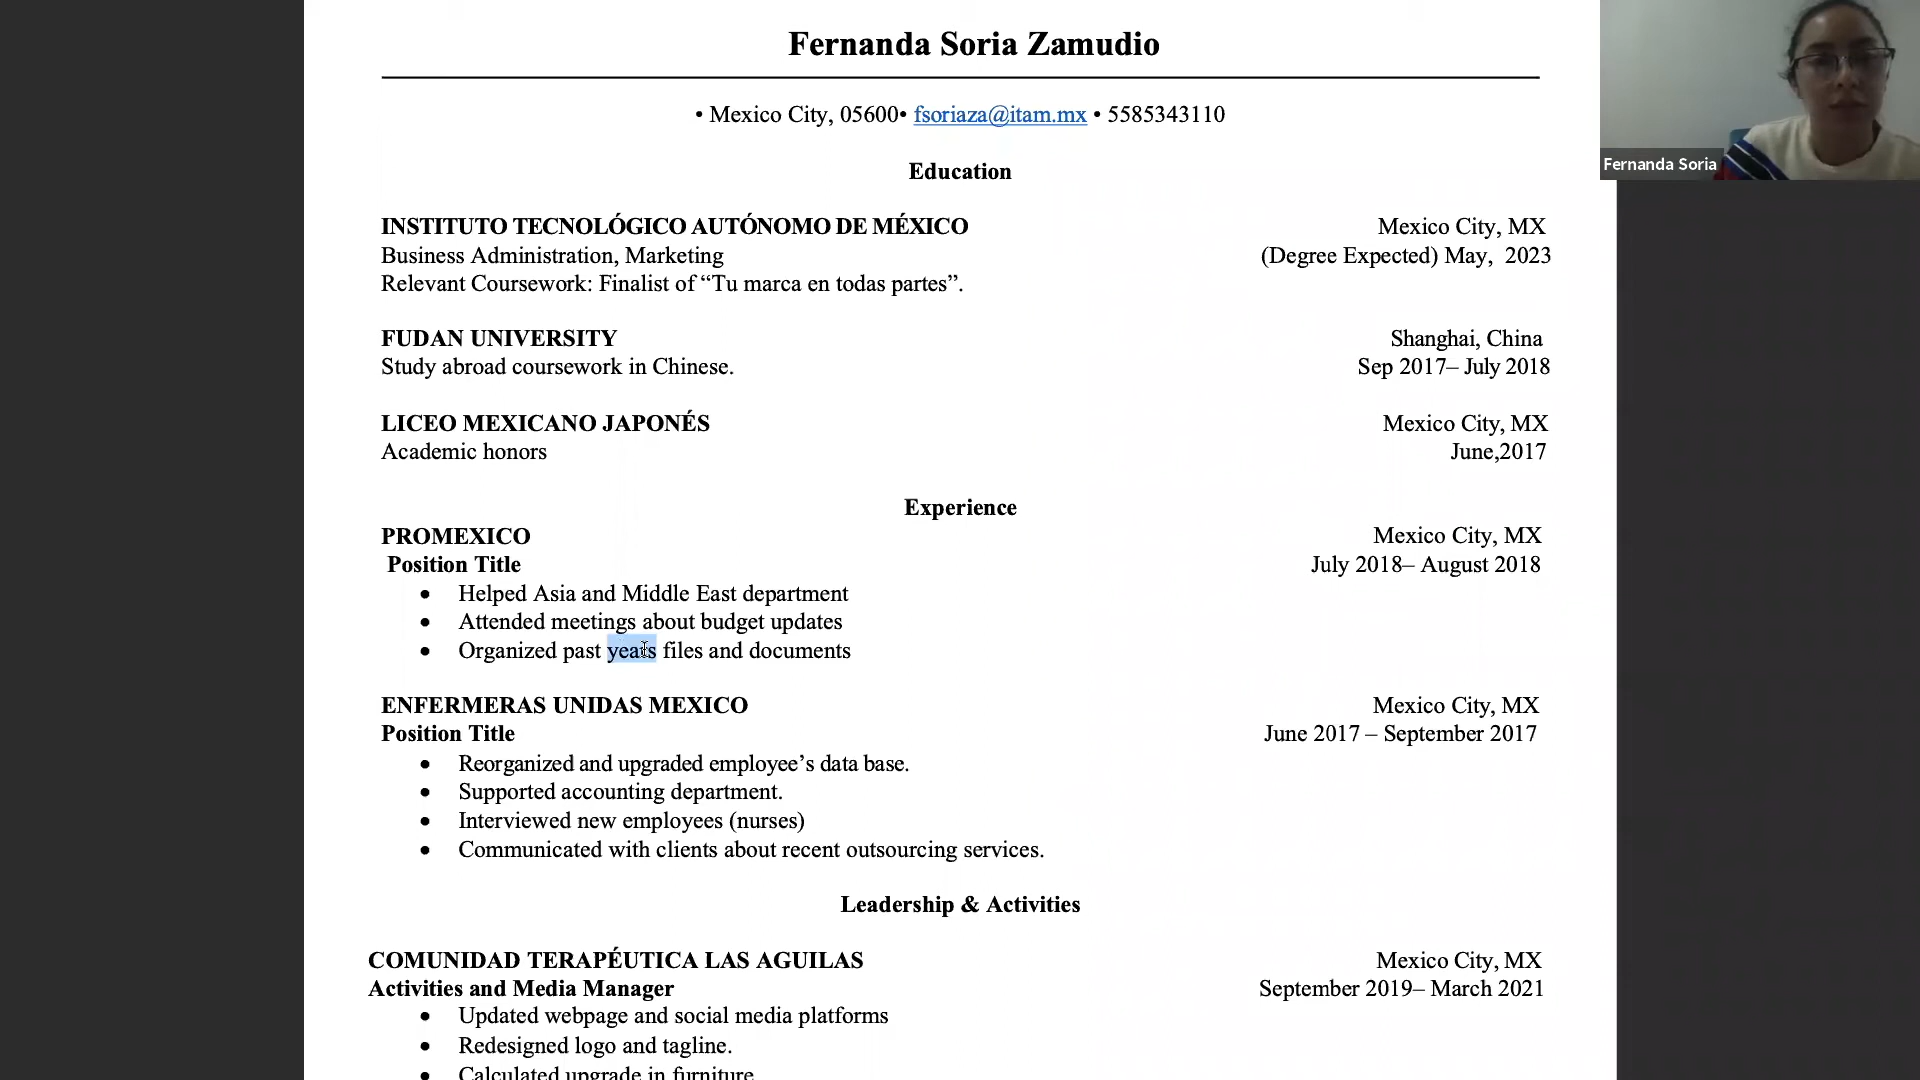 Fernanda Soria Zamudio
• Mexico City, 05600• fsoriaza@itam.mx • 5585343110
Fernanda Soria
Education
INSTITUTO TECNOLÓGICO AUTÓNOMO DE MÉXICO Mexico City, MX
Business Administration, Marketing (Degree Expected) May, 2023
Relevant Coursework: Finalist of “Tu marca en todas partes”.
FUDAN UNIVERSITY Shanghai, China
Study abroad coursework in Chinese. Sep 2017– July 2018
LICEO MEXICANO JAPONÉS Mexico City, MX
Academic honors June,2017
Experience
PROMEXICO Mexico City, MX
Position Title July 2018– August 2018
• Helped Asia and Middle East department
• Attended meetings about budget updates
• Organized past years files and documents
ENFERMERAS UNIDAS MEXICO Mexico City, MX
Position Title June 2017 – September 2017
• Reorganized and upgraded employee’s data base.
• Supported accounting department.
• Interviewed new employees (nurses)
• Communicated with clients about recent outsourcing services.
Leadership & Activities
COMUNIDAD TERAPÉUTICA LAS AGUILAS Mexico City, MX
Activities and Media Manager September 2019– March 2021
• Updated webpage and social media platforms
• Redesigned logo and tagline.
• Calculated upgrade in furniture